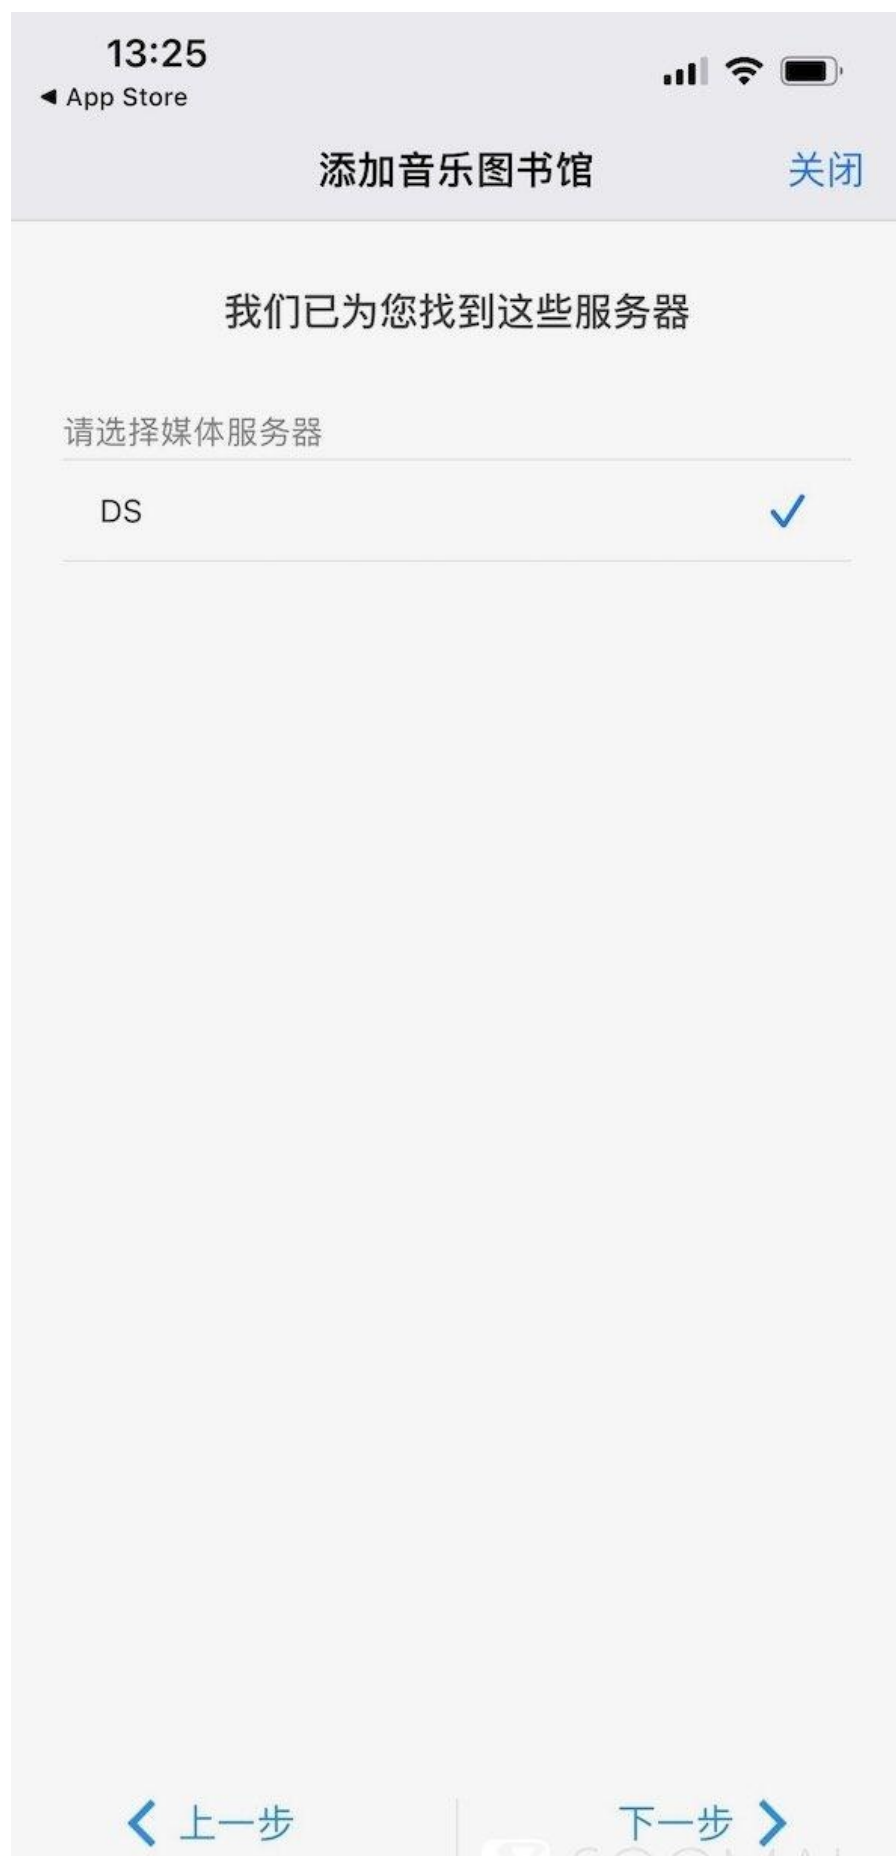 13:25
◀ App Store
添加音乐图书馆 关闭
我们已为您找到这些服务器
请选择媒体服务器
DS
上一步 下一步